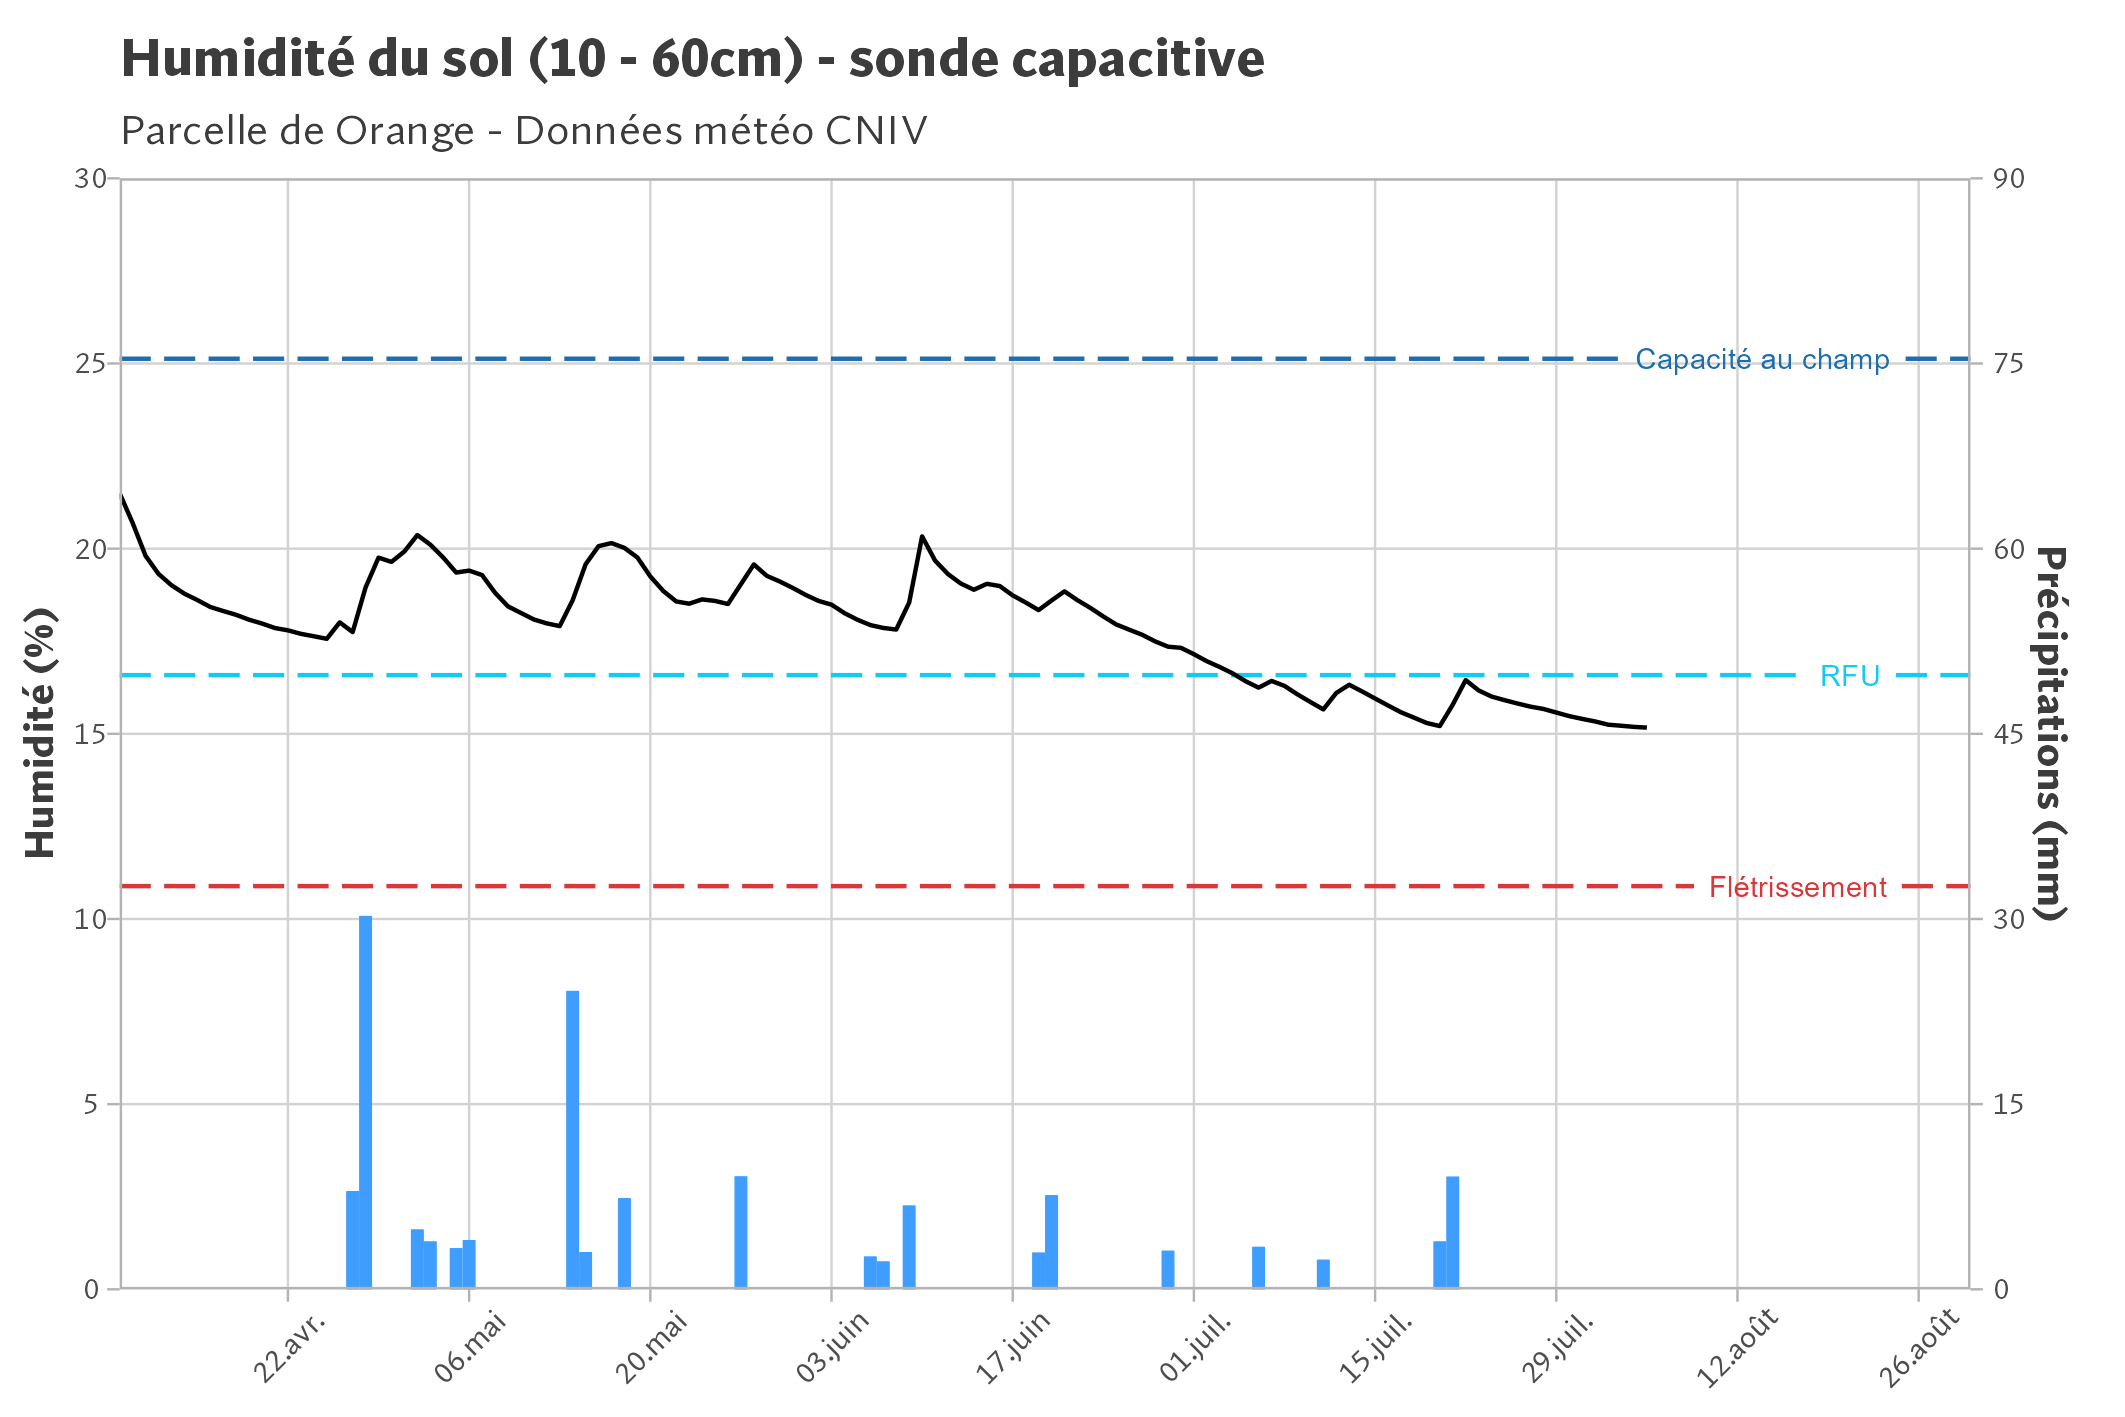 Humidité du sol (10 - 60cm) - sonde capacitive
Parcelle de Orange - Données météo CNIV
Humidité (%)
30
25
20
15
10
5
0
Capacité au champ
RFU
Flétrissement
90
75
60
45
30
15
0
Précipitations (mm)
22.avr.
06.mai
20.mai
03.juin
17.juin
01.juil.
15.juil.
29.juil.
12.août
26.août